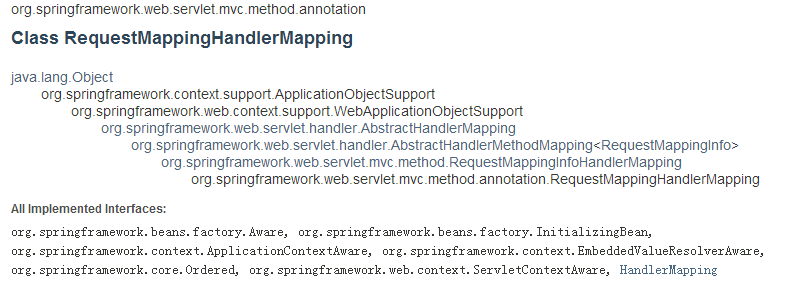 org.springframework.web.servlet.mvc.method.annotation
Class RequestMappingHandlerMapping
java.lang.Object
org.springframework.context.support.ApplicationObjectSupport
org.springframework.web.context.support.WebApplicationObjectSupport
org.springframework.web.servlet.handler.AbstractHandlerMapping
org.springframework.web.servlet.handler.AbstractHandlerMethodMapping<RequestMappingInfo>
org.springframework.web.servlet.mvc.method.RequestMappingInfoHandlerMapping
org.springframework.web.servlet.mvc.method.annotation.RequestMappingHandlerMapping
All Implemented Interfaces:
org.springframework.beans.factory.Aware, org.springframework.beans.factory.InitializingBean,
org.springframework.context.ApplicationContextAware, org.springframework.context.EmbeddedValueResolverAware,
org.springframework.core.Ordered, org.springframework.web.context.ServletContextAware, HandlerMapping